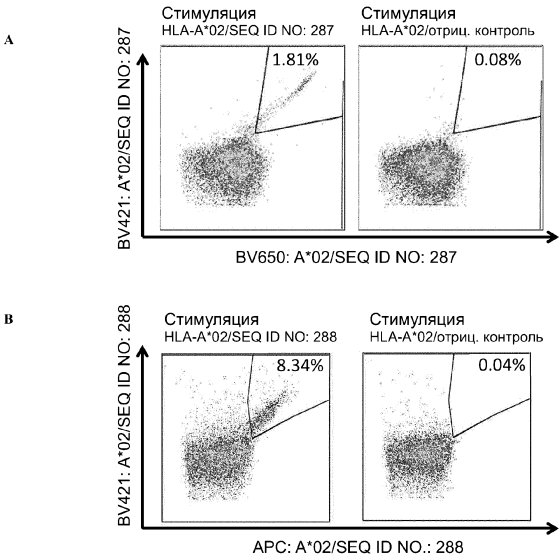 A
Стимуляция
HLA-A*02/SEQ ID NO: 287
Стимуляция
HLA-A*02/отриц. контроль
1.81%
0.08%
BV421: A*02/SEQ ID NO: 287
BV650: A*02/SEQ ID NO: 287
B
Стимуляция
HLA-A*02/SEQ ID NO: 288
Стимуляция
HLA-A*02/отриц. контроль
8.34%
0.04%
BV421: A*02/SEQ ID NO: 288
APC: A*02/SEQ ID NO.: 288